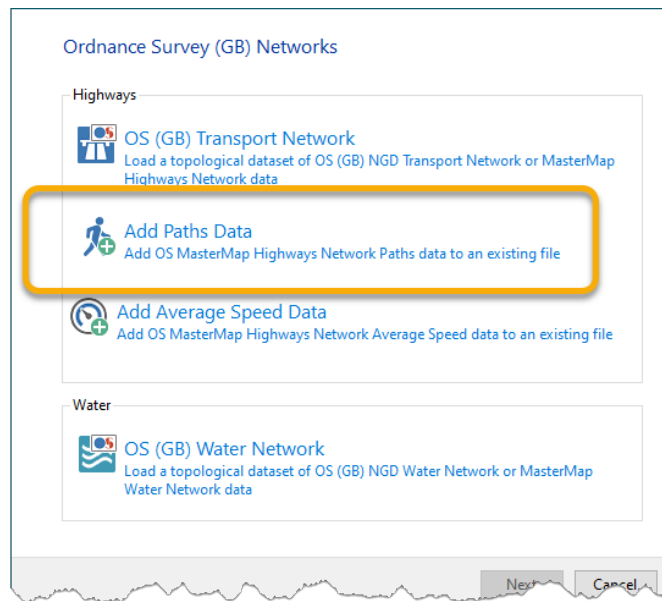 Ordnance Survey (GB) Networks
Highways
OS (GB) Transport Network
Load a topological dataset of OS (GB) NGD Transport Network or MasterMap
Highways Network data
Add Paths Data
Add OS MasterMap Highways Network Paths data to an existing file
Add Average Speed Data
Add OS MasterMap Highways Network Average Speed data to an existing file
Water
OS (GB) Water Network
Load a topological dataset of OS (GB) NGD Water Network or MasterMap
Water Network data
Next
Cancel